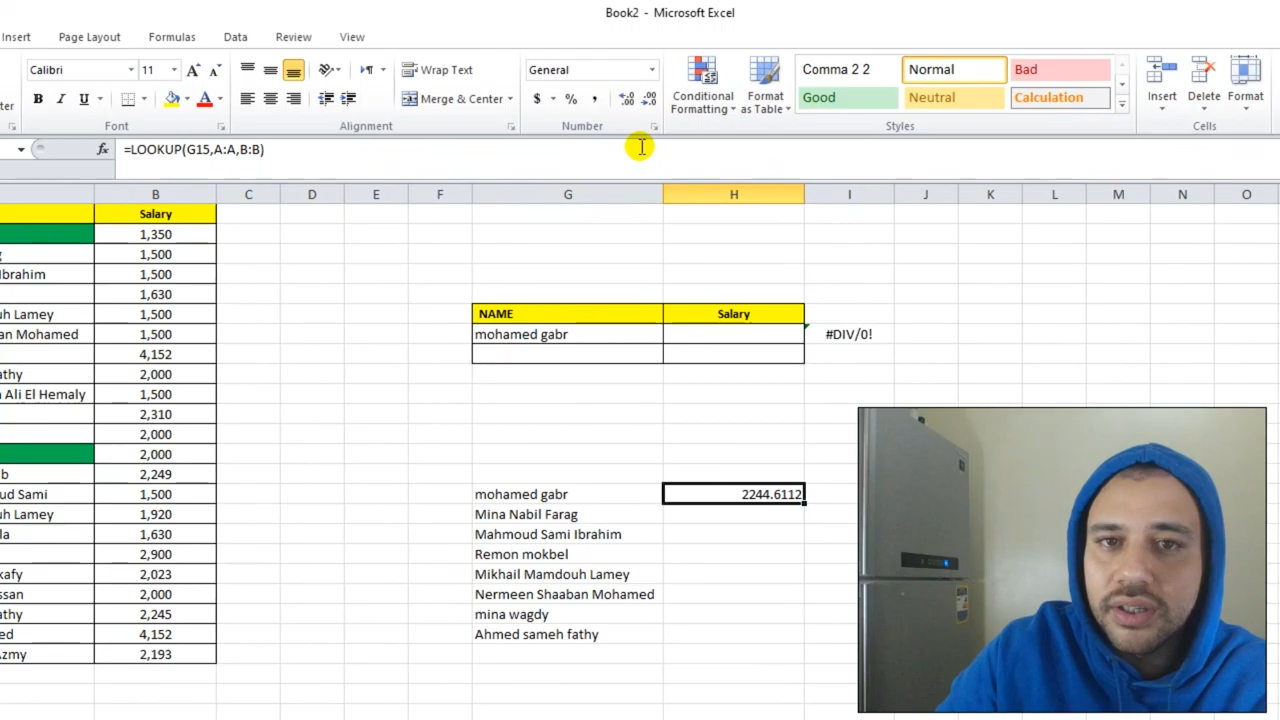 Book2 - Microsoft Excel
Insert Page Layout Formulas Data Review View
Calibri 11 A A Wrap Text General Comma 2 2 Normal Bad
B I U Merge & Center $ % , Conditional Formatting Format as Table Good Neutral Calculation Insert Delete Format
Font Alignment Number Styles Cells
fx =LOOKUP(G15,A:A,B:B)
B C D E F G H I J K L M N O
Salary
1,350
1,500
Ibrahim 1,500
1,630
uh Lamey 1,500 NAME Salary
an Mohamed 1,500 mohamed gabr #DIV/0!
4,152
athy 2,000
Ali El Hemaly 1,500
2,310
2,000
2,000
b 2,249
ud Sami 1,500 mohamed gabr 2244.6112
uh Lamey 1,920 Mina Nabil Farag
la 1,630 Mahmoud Sami Ibrahim
2,900 Remon mokbel
kafy 2,023 Mikhail Mamdouh Lamey
ssan 2,000 Nermeen Shaaban Mohamed
athy 2,245 mina wagdy
ed 4,152 Ahmed sameh fathy
Azmy 2,193